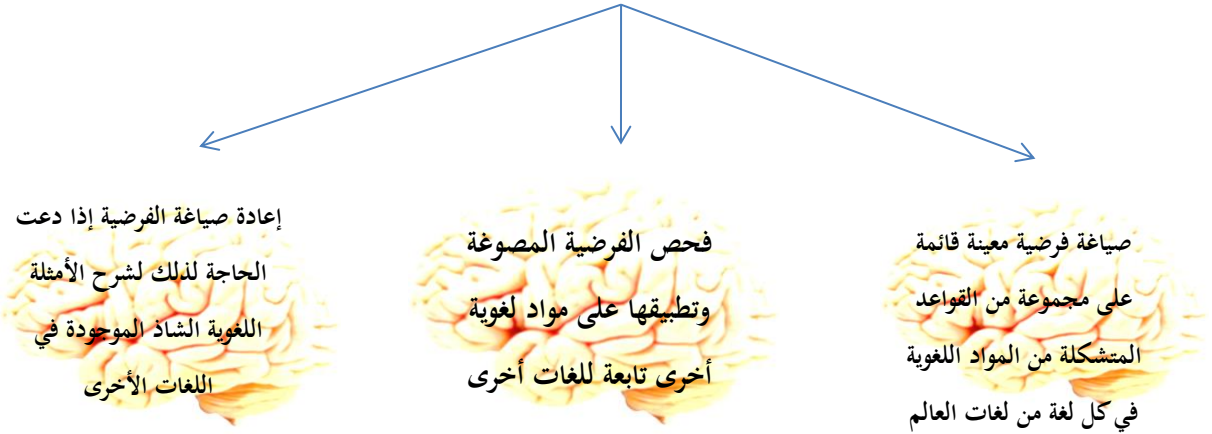 صياغة فرضية معينة قائمة
على مجموعة من القواعد
المتشكلة من المواد اللغوية
في كل لغة من لغات العالم
فحص الفرضية المصوغة
وتطبيقها على مواد لغوية
أخرى تابعة للغات أخرى
إعادة صياغة الفرضية إذا دعت
الحاجة لذلك لشرح الأمثلة
اللغوية الشاذ الموجودة في
اللغات الأخرى